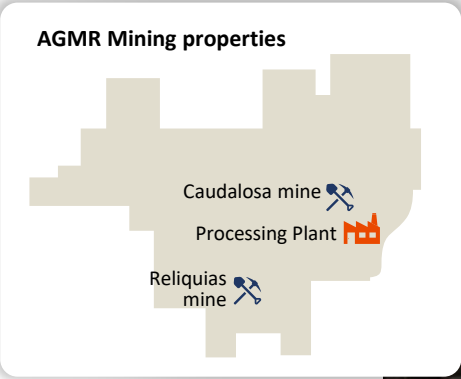 AGMR Mining properties
Caudalosa mine
Processing Plant
Reliquias
mine